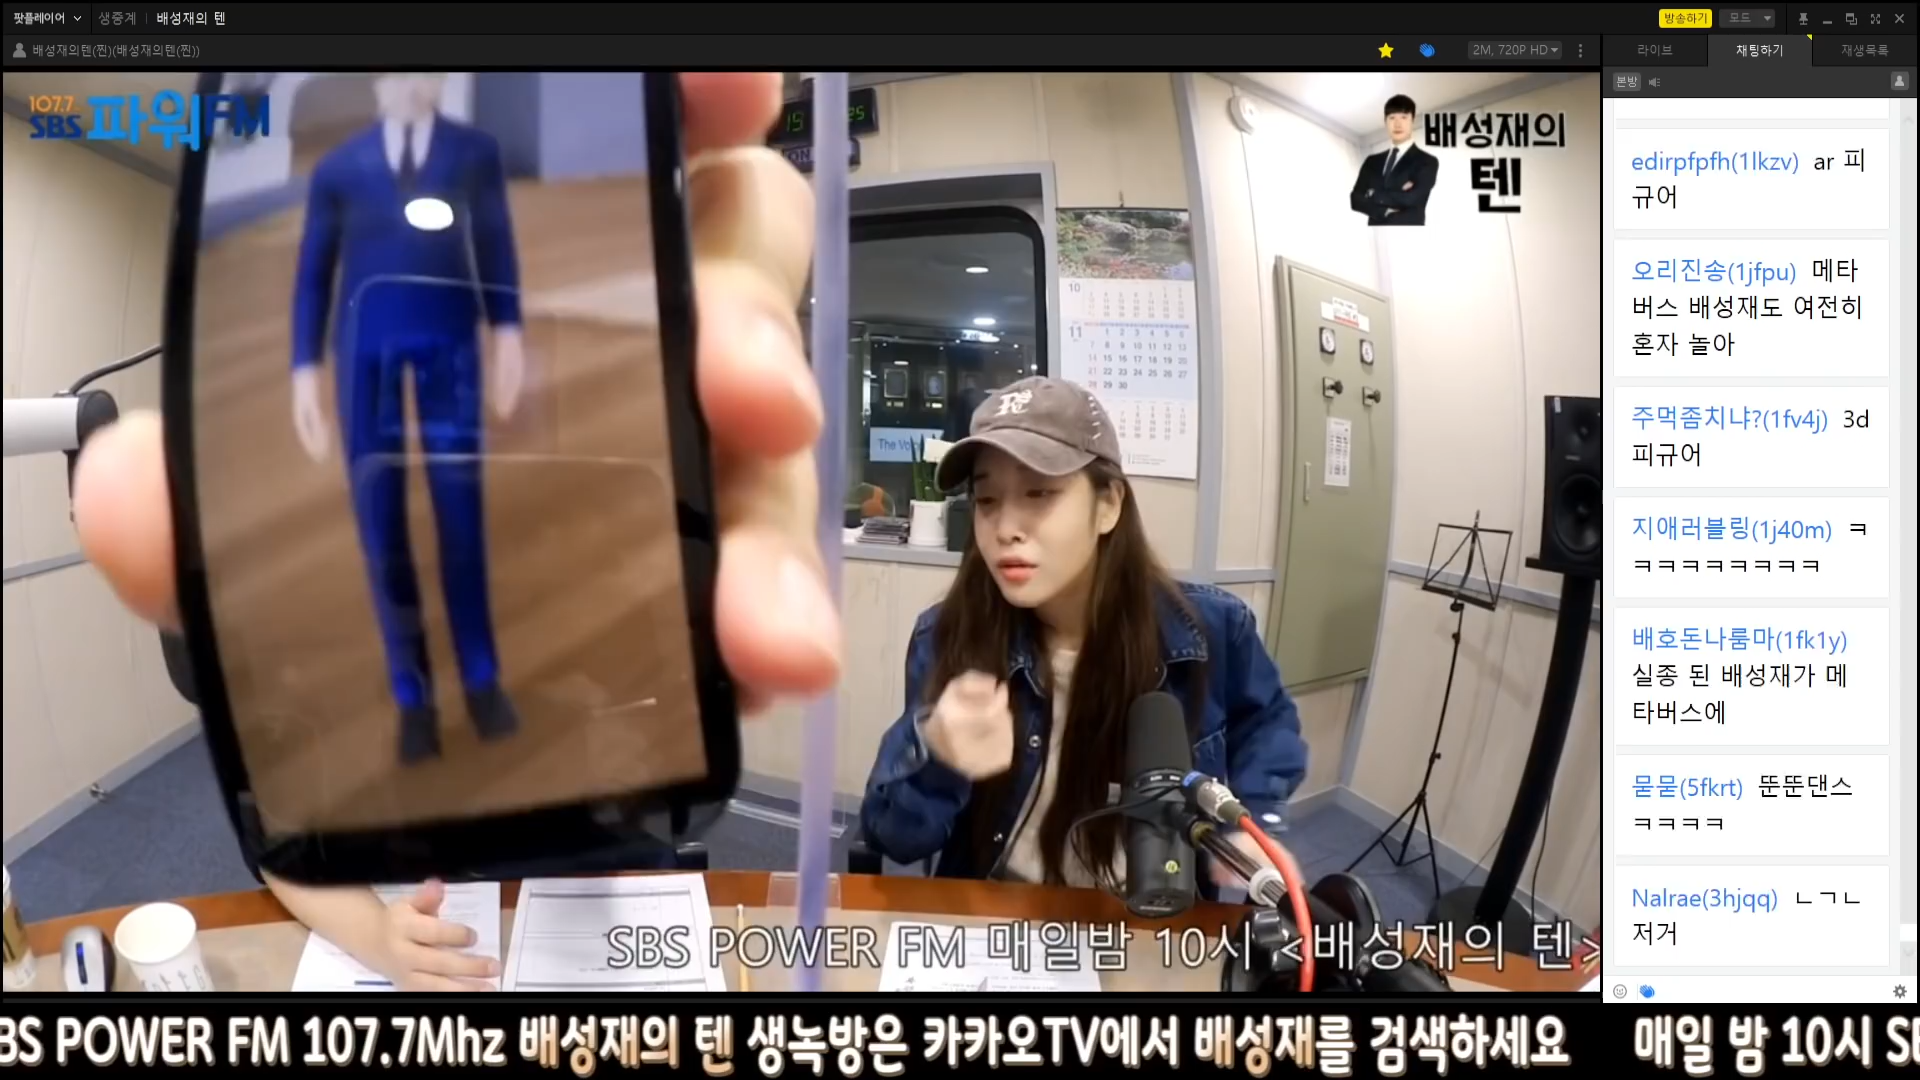 팟플레이어
생중계
배성재의 텐
방송하기
모드
배성재의텐(찐)(배성재의텐(찐))
2M, 720P HD
라이브
채팅하기
재생목록
본방
107.7
SBS 파워FM
배성재의
텐
10
11
edirpfpfh(1lkzv) ar 피
규어
오리진송(1jfpu) 메타
버스 배성재도 여전히
혼자 놀아
주먹좀치냐?(1fv4j) 3d
피규어
지애러블링(1j40m) ㅋ
ㅋㅋㅋㅋㅋㅋㅋㅋ
배호돈나룸마(1fk1y)
실종 된 배성재가 메
타버스에
묻묻(5fkrt) 뚠뚠댄스
ㅋㅋㅋㅋ
Nalrae(3hjqq) ㄴㄱㄴ
저거
SBS POWER FM 매일밤 10시 <배성재의 텐>
BS POWER FM 107.7Mhz 배성재의 텐 생녹방은 카카오TV에서 배성재를 검색하세요 매일 밤 10시